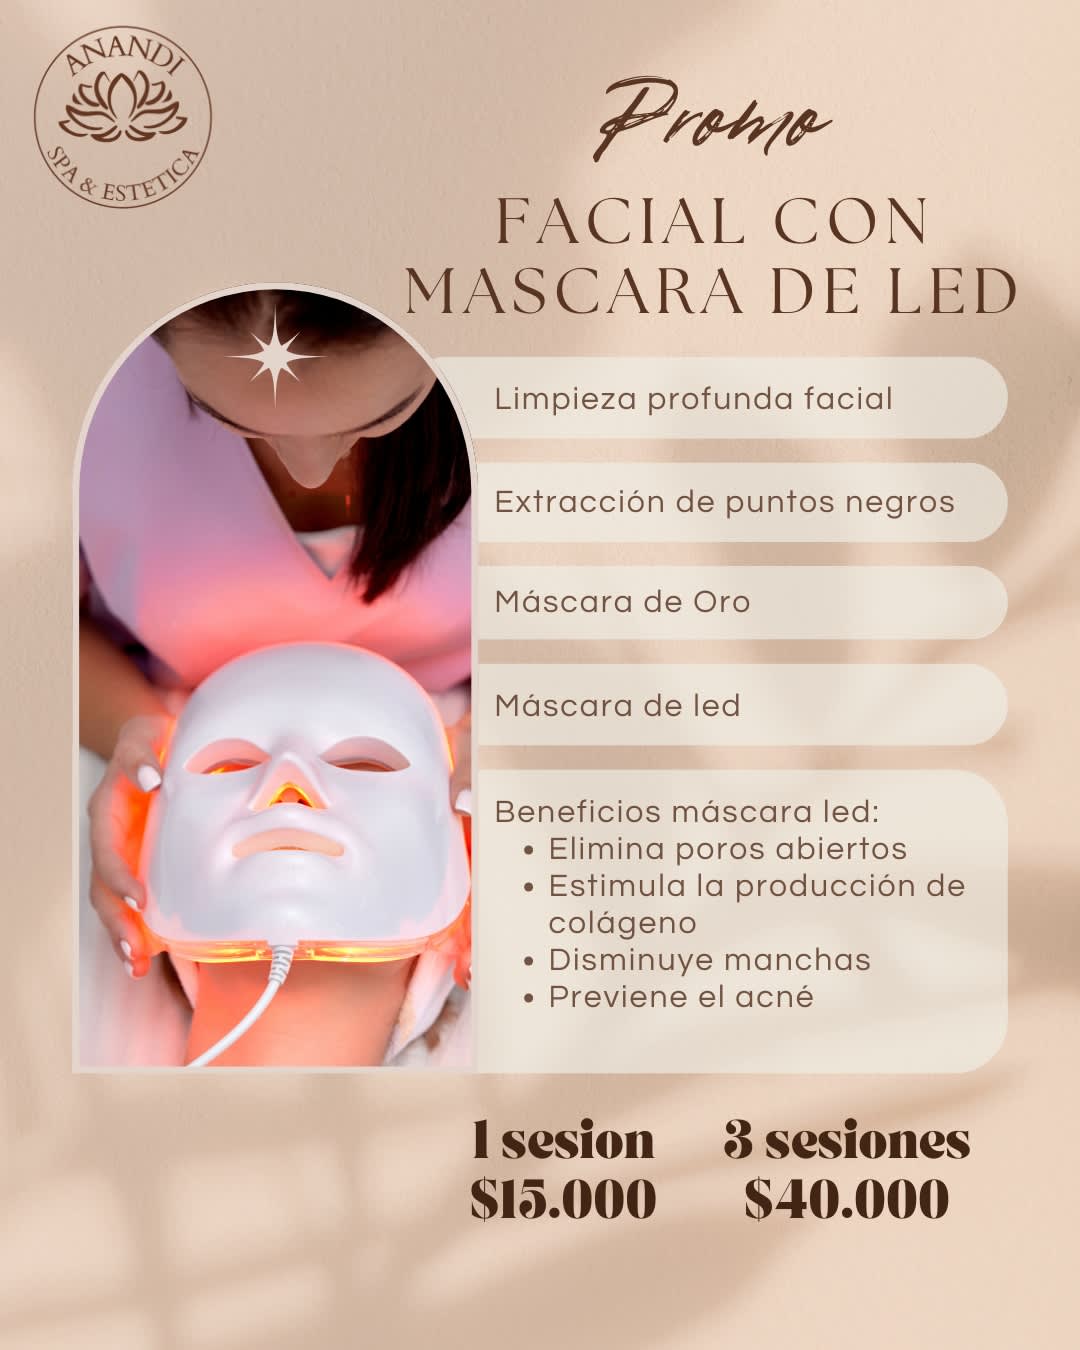 ANANDI
SPA & ESTETICA
Promo
FACIAL CON
MASCARA DE LED
Limpieza profunda facial
Extracción de puntos negros
Máscara de Oro
Máscara de led
Beneficios máscara led:
• Elimina poros abiertos
• Estimula la producción de
colágeno
• Disminuye manchas
• Previene el acné
1 sesion
$15.000
3 sesiones
$40.000